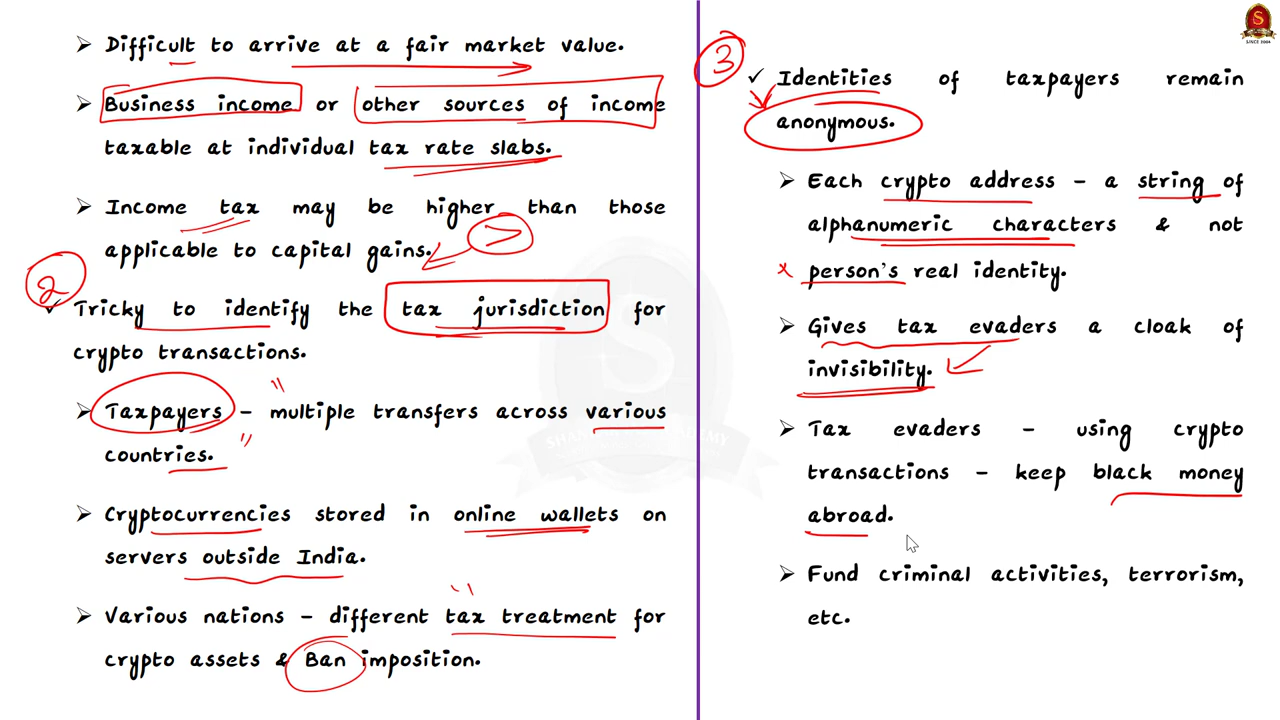 ➢ Difficult to arrive at a fair market value.
➢ Business income or other sources of income
taxable at individual tax rate slabs.
➢ Income tax may be higher than those
applicable to capital gains.
>
2
✓ Tricky to identify the tax jurisdiction for
crypto transactions.
➢ Taxpayers – multiple transfers across various
countries.
➢ Cryptocurrencies stored in online wallets on
servers outside India.
➢ Various nations – different tax treatment for
crypto assets & Ban imposition.
3
✓ Identities of taxpayers remain
anonymous.
➢ Each crypto address – a string of
alphanumeric characters & not
x person's real identity.
➢ Gives tax evaders a cloak of
invisibility.
➢ Tax evaders – using crypto
transactions – keep black money
abroad.
➢ Fund criminal activities, terrorism,
etc.
S
SINCE 2004